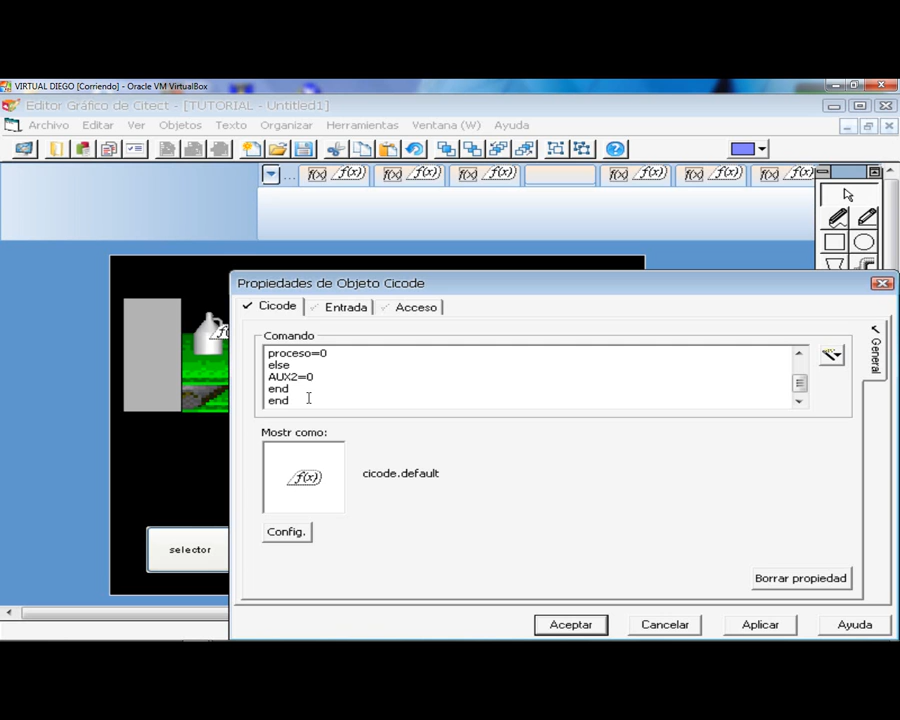 VIRTUAL DIEGO [Corriendo] - Oracle VM VirtualBox
Editor Gráfico de Citect - [TUTORIAL - Untitled1]
Archivo Editar Ver Objetos Texto Organizar Herramientas Ventana (W) Ayuda
... f(x) f(x) f(x) f(x) f(x) f(x) f(x) f(x) f(x) f(x) f(x) f(x)
Propiedades de Objeto Cicode
Cicode Entrada Acceso
General
Comando
proceso=0
else
AUX2=0
end
end
Mostr como:
f(x)
cicode.default
Config.
selector
Borrar propiedad
Aceptar Cancelar Aplicar Ayuda